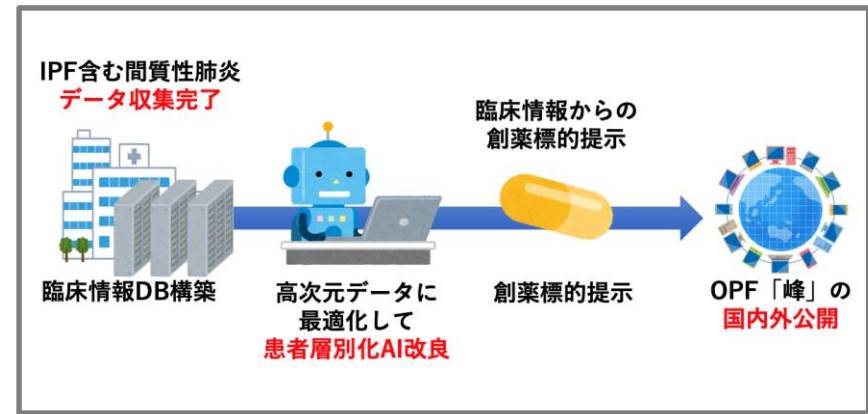 IPF含む間質性肺炎
データ収集完了
臨床情報DB構築
高次元データに
最適化して
患者層別化AI改良
臨床情報からの
創薬標的提示
創薬標的提示
OPF「峰」の
国内外公開